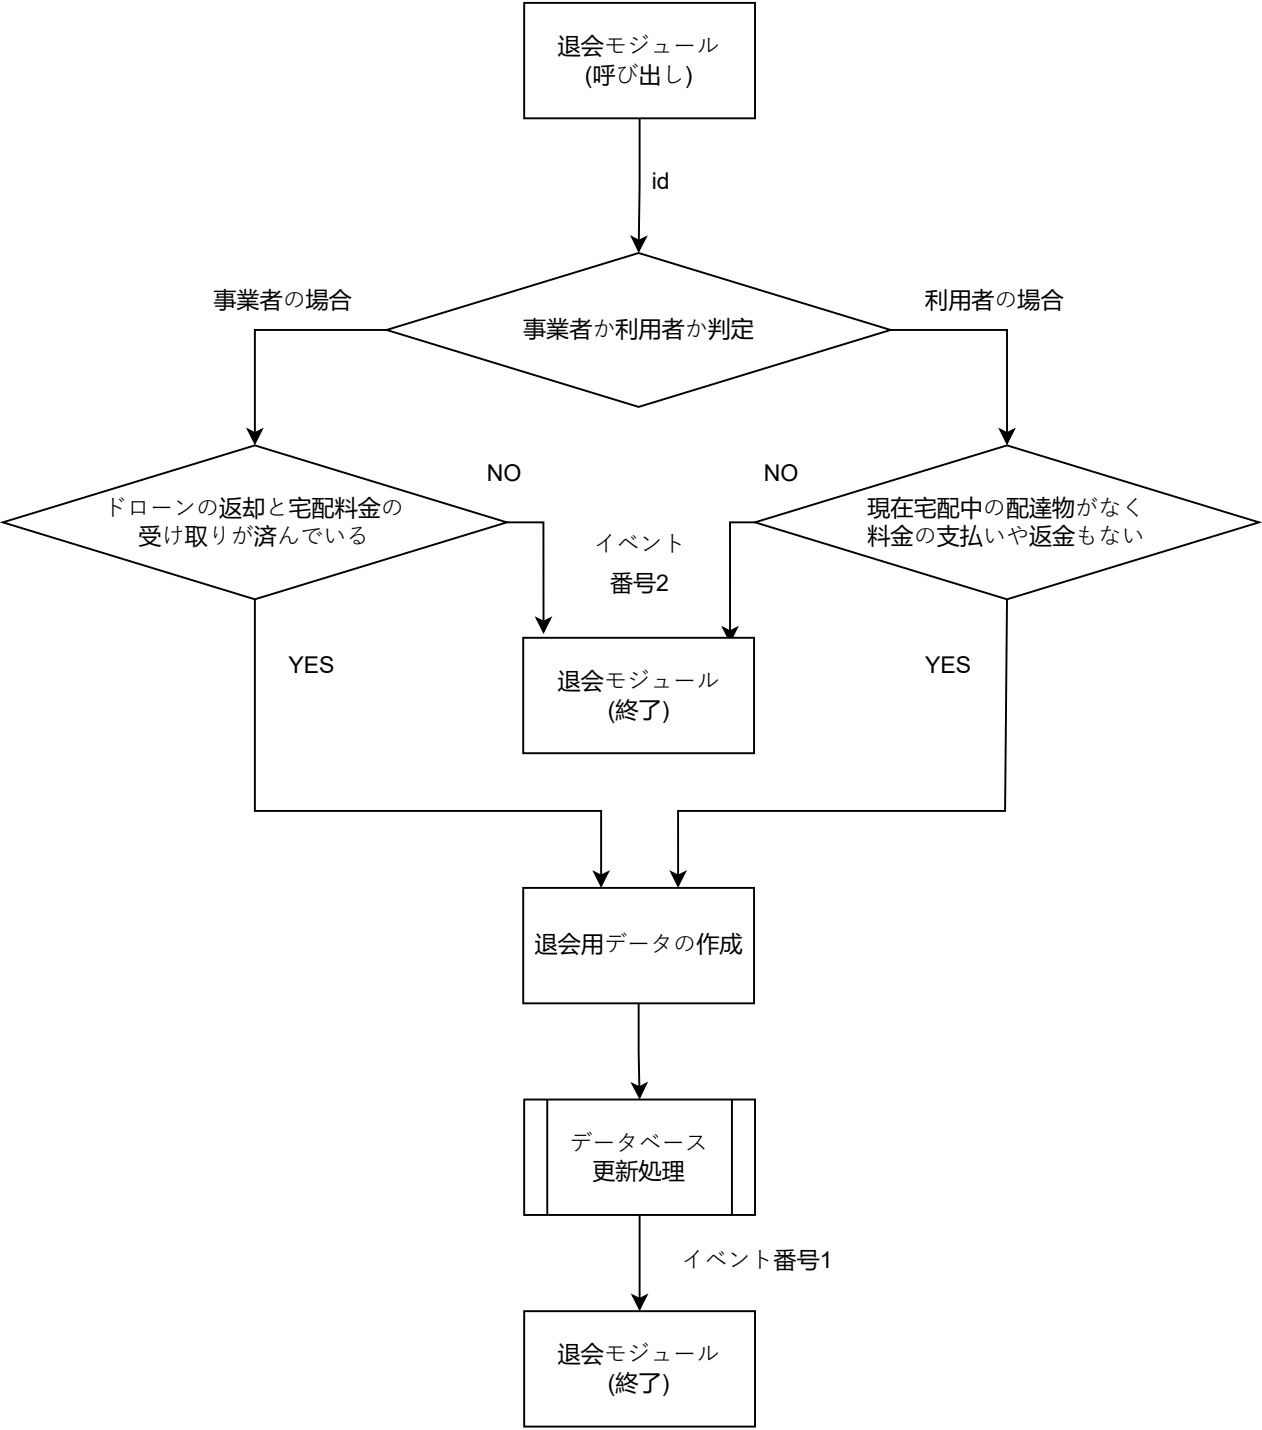 退会モジュール
(呼び出し)
id
事業者の場合
利用者の場合
事業者か利用者か判定
NO
NO
ドローンの返却と宅配料金の
受け取りが済んでいる
現在宅配中の配達物がなく
料金の支払いや返金もない
イベント
番号2
YES
YES
退会モジュール
(終了)
退会用データの作成
データベース
更新処理
イベント番号1
退会モジュール
(終了)